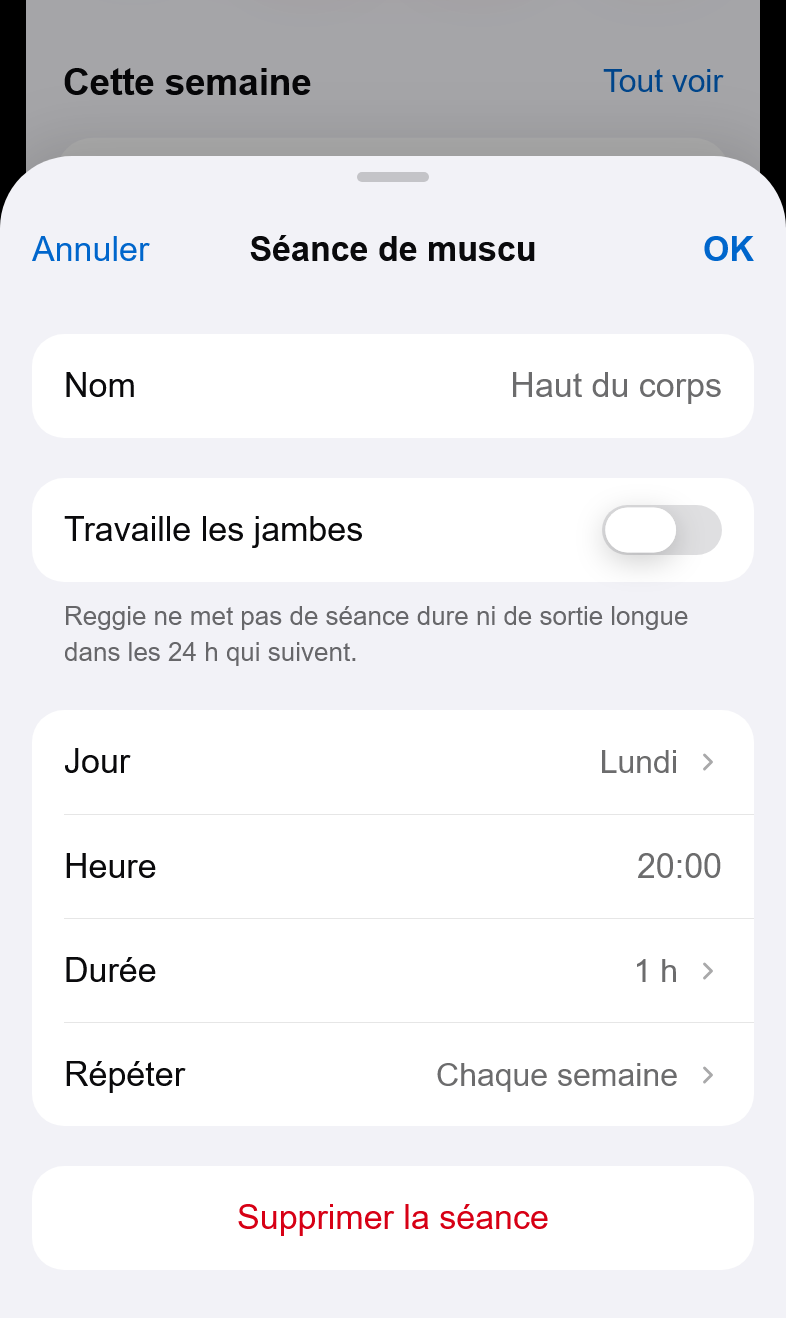 Cette semaine
Tout voir
Annuler
Séance de muscu
OK
Nom
Haut du corps
Travaille les jambes
Reggie ne met pas de séance dure ni de sortie longue
dans les 24 h qui suivent.
Jour
Lundi
Heure
20:00
Durée
1 h
Répéter
Chaque semaine
Supprimer la séance